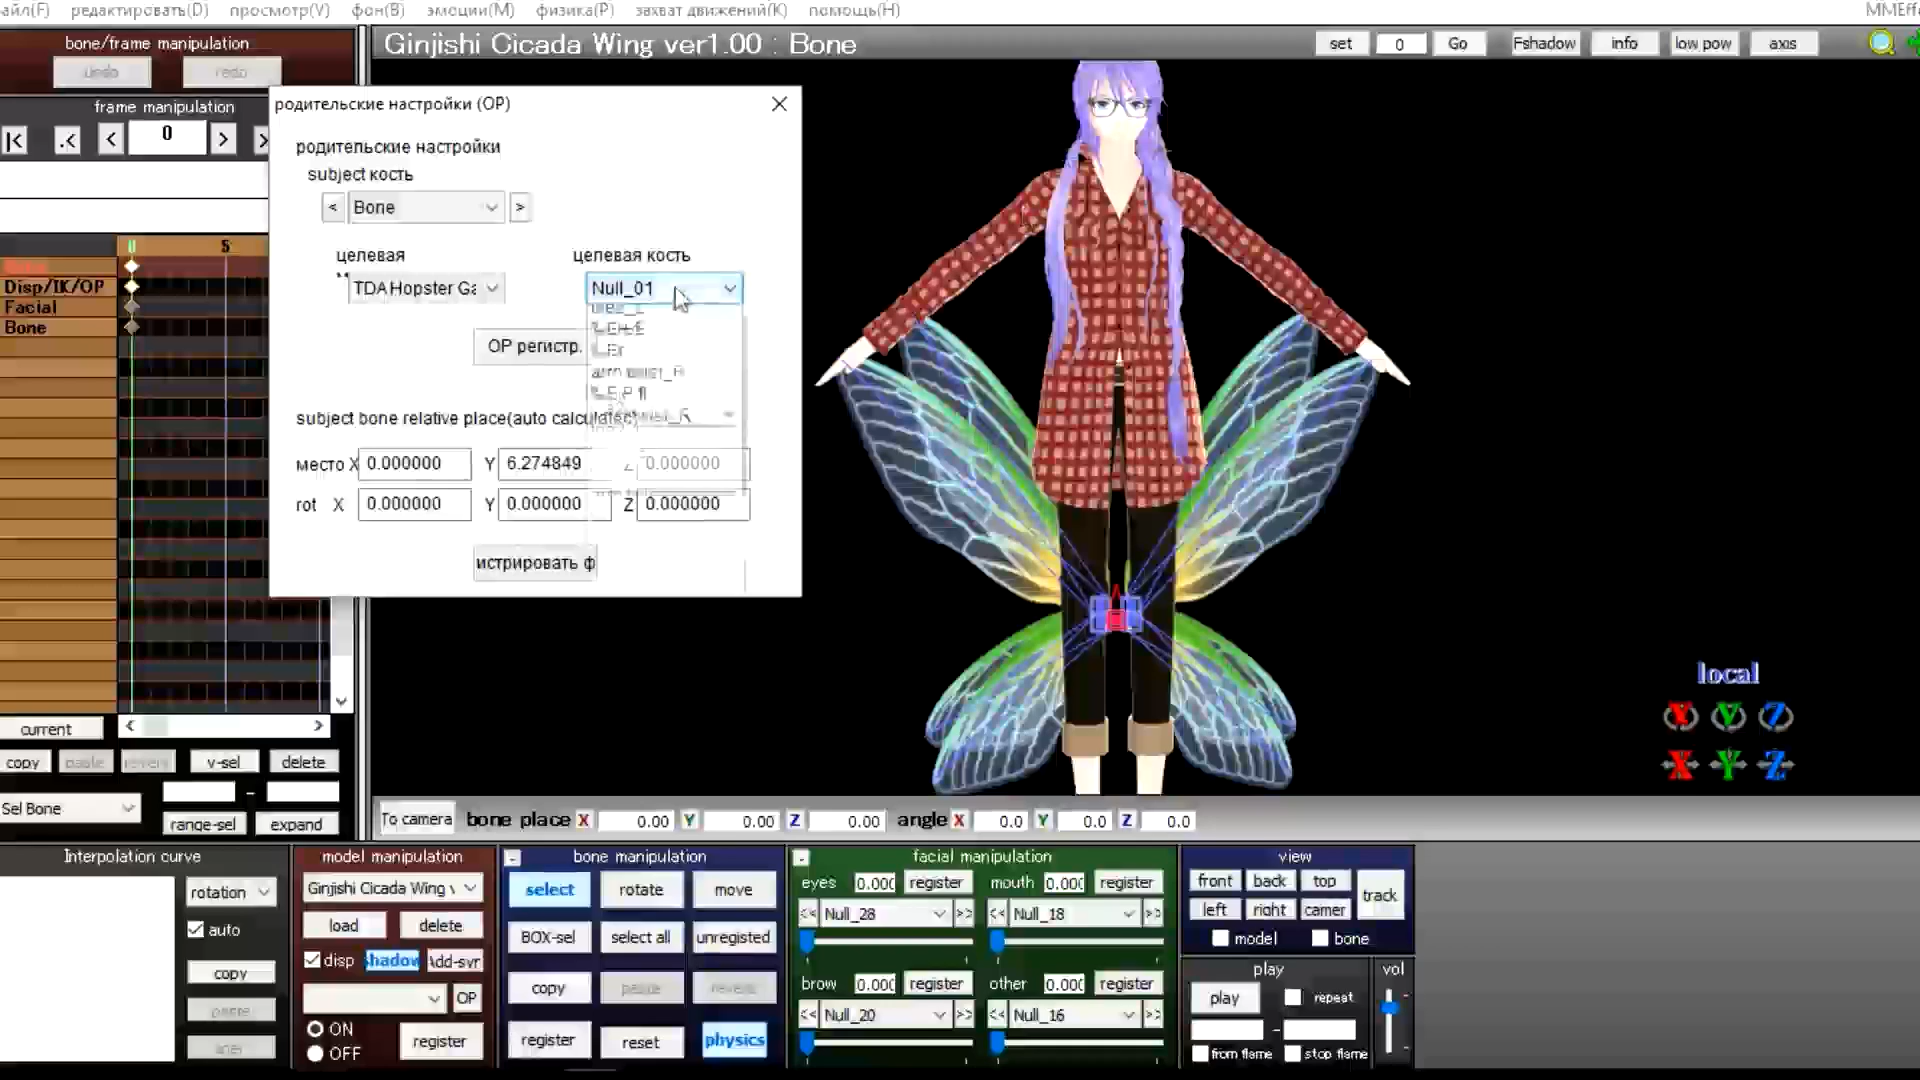 айл(F) редактировать(D) просмотр(V) фон(B) эмоции(M) физика(P) захват движений(K) помощь(H)
MMEffe
bone/frame manipulation
undo redo
Ginjishi Cicada Wing ver1.00 : Bone
set 0 Go Fshadow info low pow axis
frame manipulation
|< .< < 0 > >
родительские настройки (OP)
родительские настройки
subject кость
< Bone >
целевая целевая кость
TDA Hopster Ga Null_01
OP регистр.
subject bone relative place(auto calculated)
место X 0.000000 Y 6.274849 Z 0.000000
rot X 0.000000 Y 0.000000 Z 0.000000
истрировать ф
0 5
Disp/IK/OP
Facial
Bone
local
X Y Z
X Y Z
current < >
copy paste v-sel delete
Sel Bone -
range-sel expand
To camera bone place X 0.00 Y 0.00 Z 0.00 angle X 0.0 Y 0.0 Z 0.0
Interpolation curve
rotation
auto
copy
paste
model manipulation
Ginjishi Cicada Wing v
load delete
disp shadow Add-svr
OP
ON
OFF
register
- bone manipulation
select rotate move
BOX-sel select all unregisted
copy paste
register reset physics
- facial manipulation
eyes 0.000 register mouth 0.000 register
<< Null_28 >> << Null_18 >>
brow 0.000 register other 0.000 register
<< Null_20 >> << Null_16 >>
view
front back top
left right camer
track
model bone
play
play repeat
-
from flame stop flame
vol